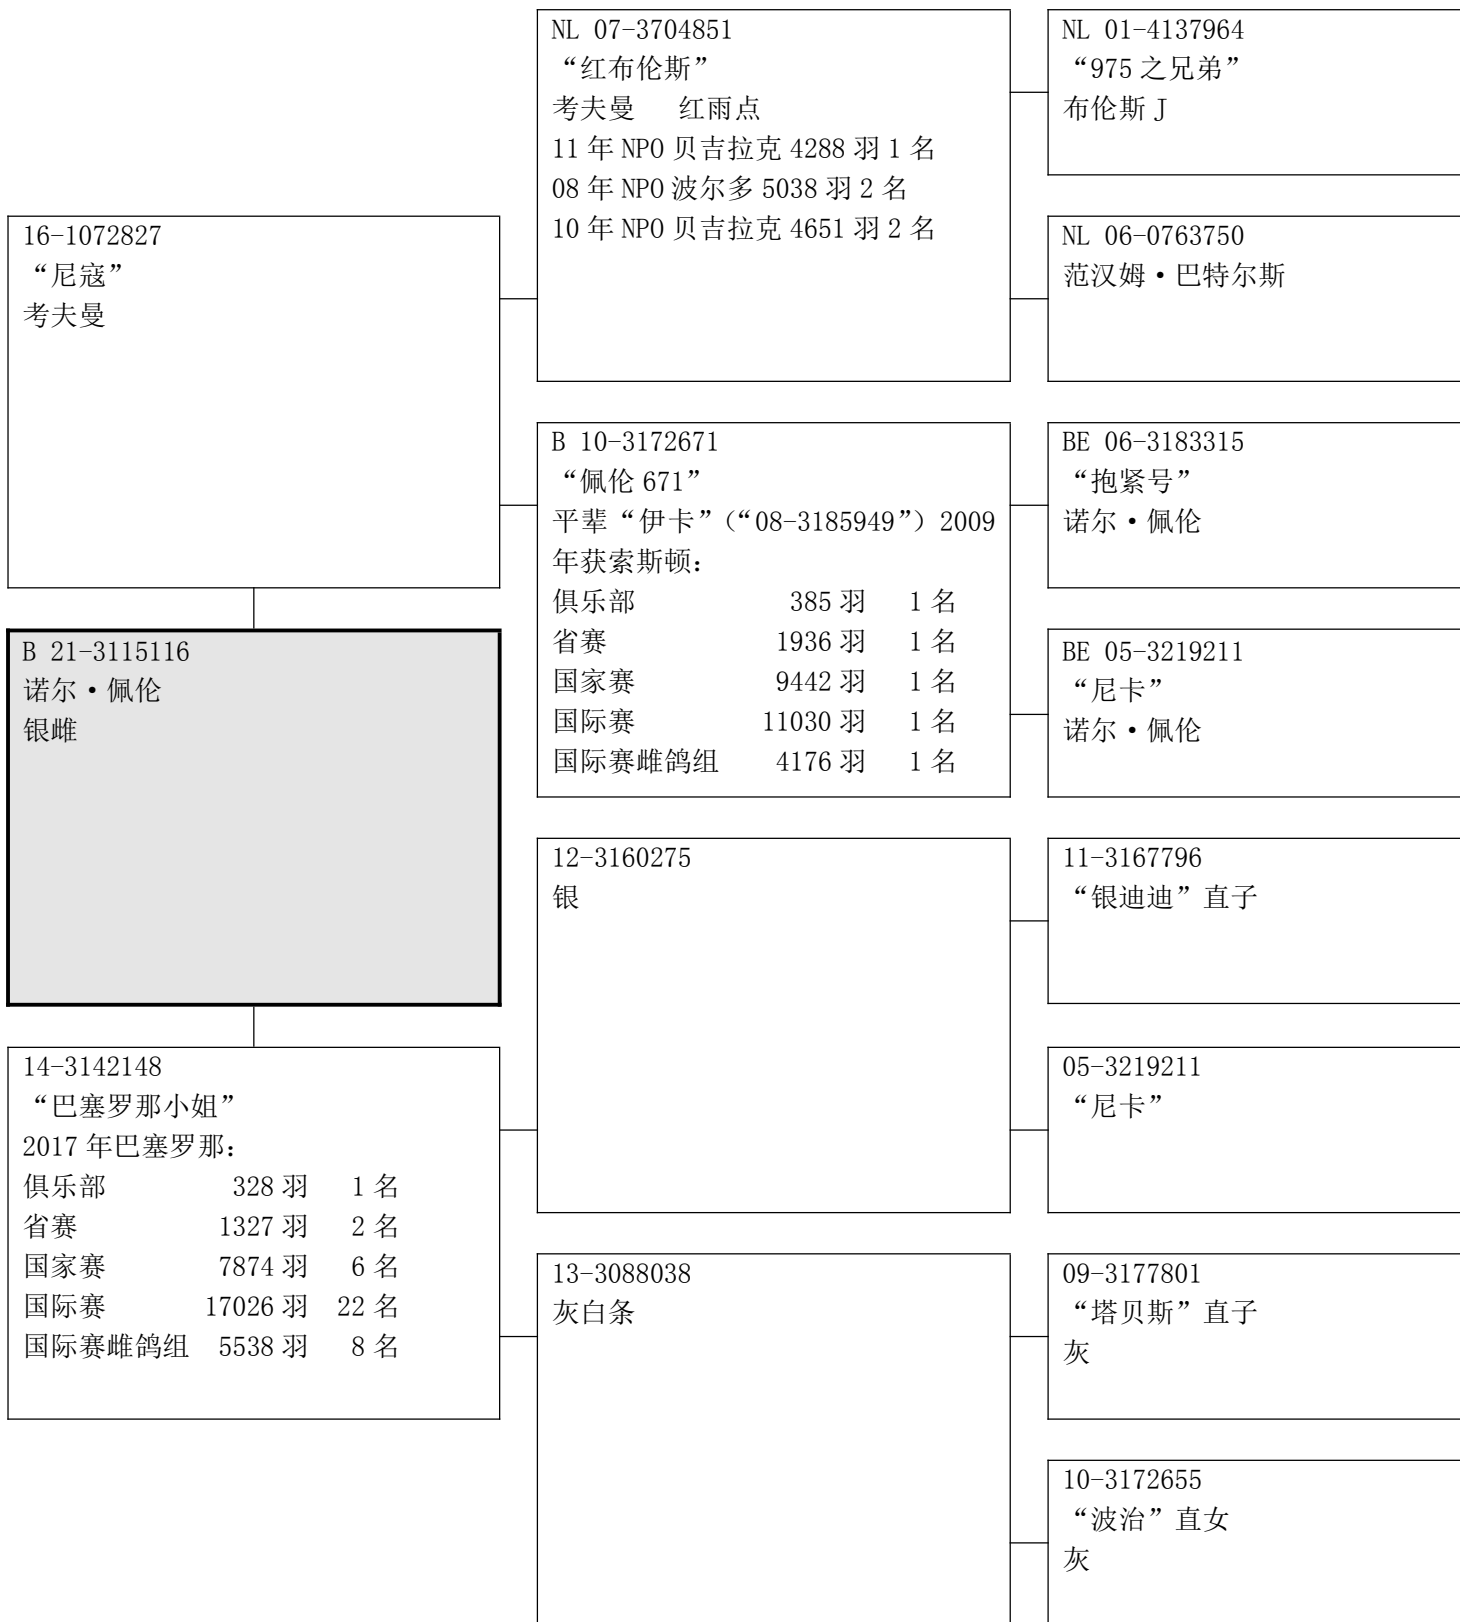 NL 07-3704851
“红布伦斯”
考夫曼 红雨点
11 年 NPO 贝吉拉克 4288 羽 1 名
08 年 NPO 波尔多 5038 羽 2 名
10 年 NPO 贝吉拉克 4651 羽 2 名
NL 01-4137964
“975 之兄弟”
布伦斯 J
NL 06-0763750
范汉姆·巴特尔斯
16-1072827
“尼寇”
考夫曼
B 10-3172671
“佩伦 671”
平辈“伊卡”(“08-3185949”) 2009
年获索斯顿：
俱乐部 385 羽 1 名
省赛 1936 羽 1 名
国家赛 9442 羽 1 名
国际赛 11030 羽 1 名
国际赛雌鸽组 4176 羽 1 名
BE 06-3183315
“抱紧号”
诺尔·佩伦
BE 05-3219211
“尼卡”
诺尔·佩伦
B 21-3115116
诺尔·佩伦
银雌
12-3160275
银
11-3167796
“银迪迪”直子
05-3219211
“尼卡”
14-3142148
“巴塞罗那小姐”
2017 年巴塞罗那：
俱乐部 328 羽 1 名
省赛 1327 羽 2 名
国家赛 7874 羽 6 名
国际赛 17026 羽 22 名
国际赛雌鸽组 5538 羽 8 名
13-3088038
灰白条
09-3177801
“塔贝斯”直子
灰
10-3172655
“波治”直女
灰